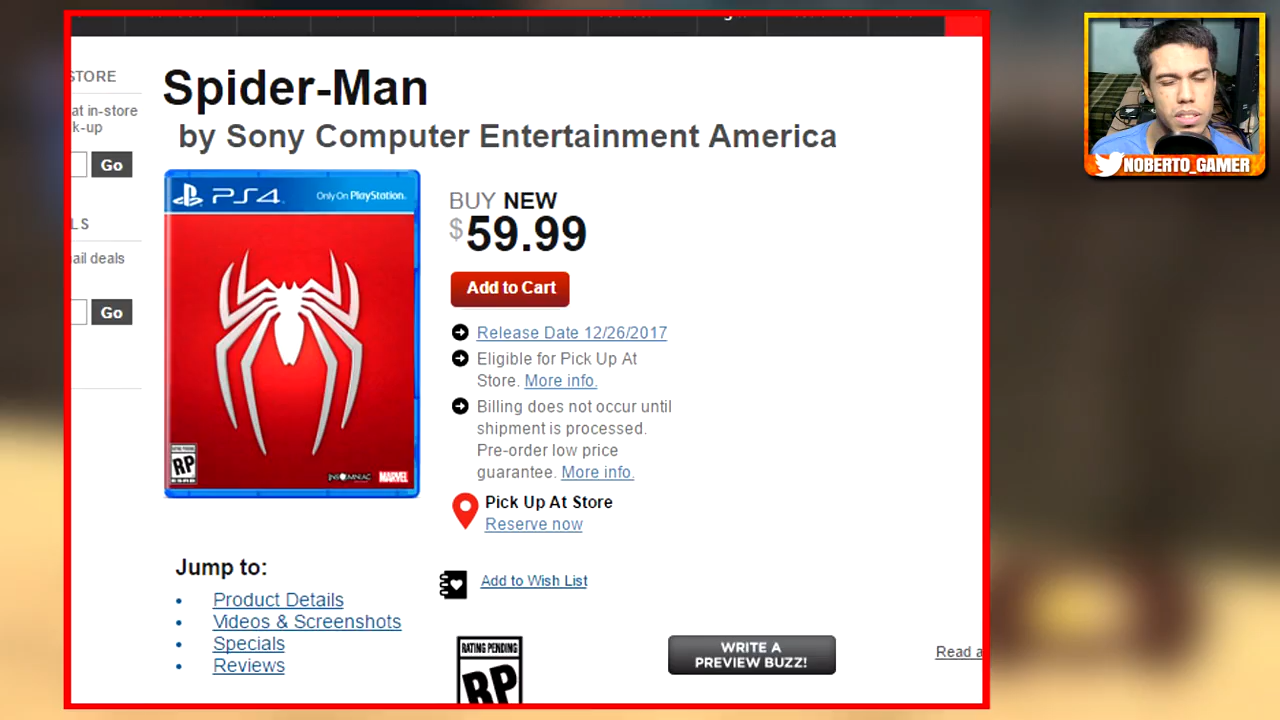 STORE
at in-store
k-up
Go
LS
ail deals
Go
Spider-Man
by Sony Computer Entertainment America
PS4
Only On PlayStation.
RATING PENDING
RP
INSOMNIAC
MARVEL
BUY NEW
$59.99
Add to Cart
Release Date 12/26/2017
Eligible for Pick Up At
Store. More info.
Billing does not occur until
shipment is processed.
Pre-order low price
guarantee. More info.
Pick Up At Store
Reserve now
Add to Wish List
Jump to:
• Product Details
• Videos & Screenshots
• Specials
• Reviews
RATING PENDING
RP
WRITE A
PREVIEW BUZZ!
Read a
NOBERTO_GAMER